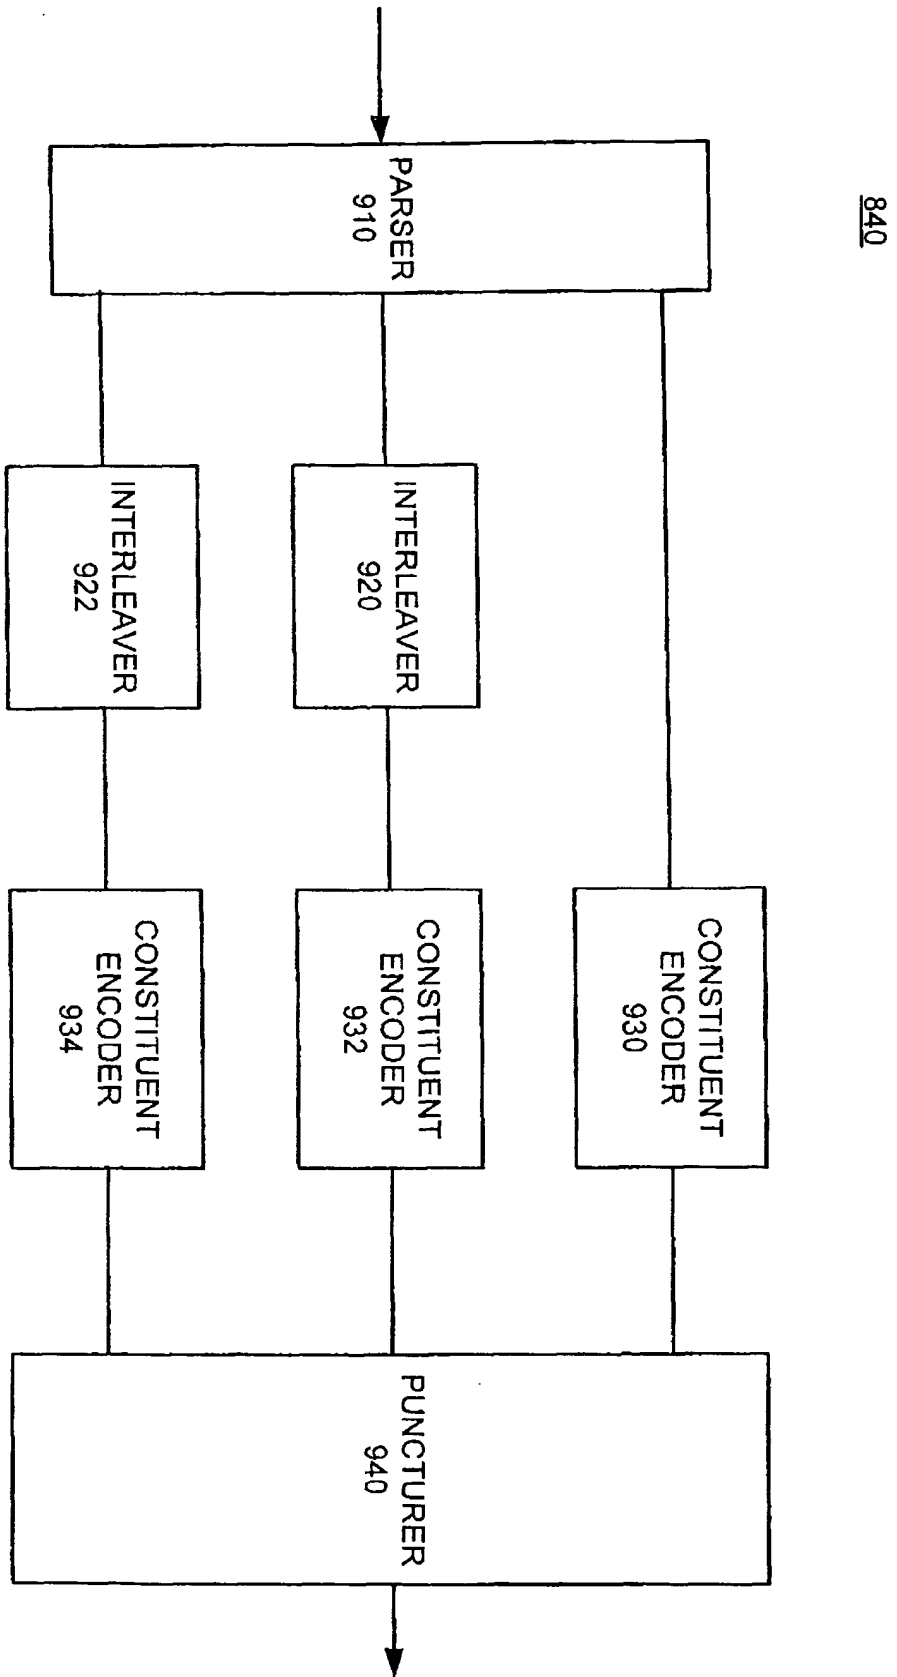 840
PARSER
910
INTERLEAVER
920
INTERLEAVER
922
CONSTITUENT
ENCODER
930
CONSTITUENT
ENCODER
932
CONSTITUENT
ENCODER
934
PUNCTURER
940